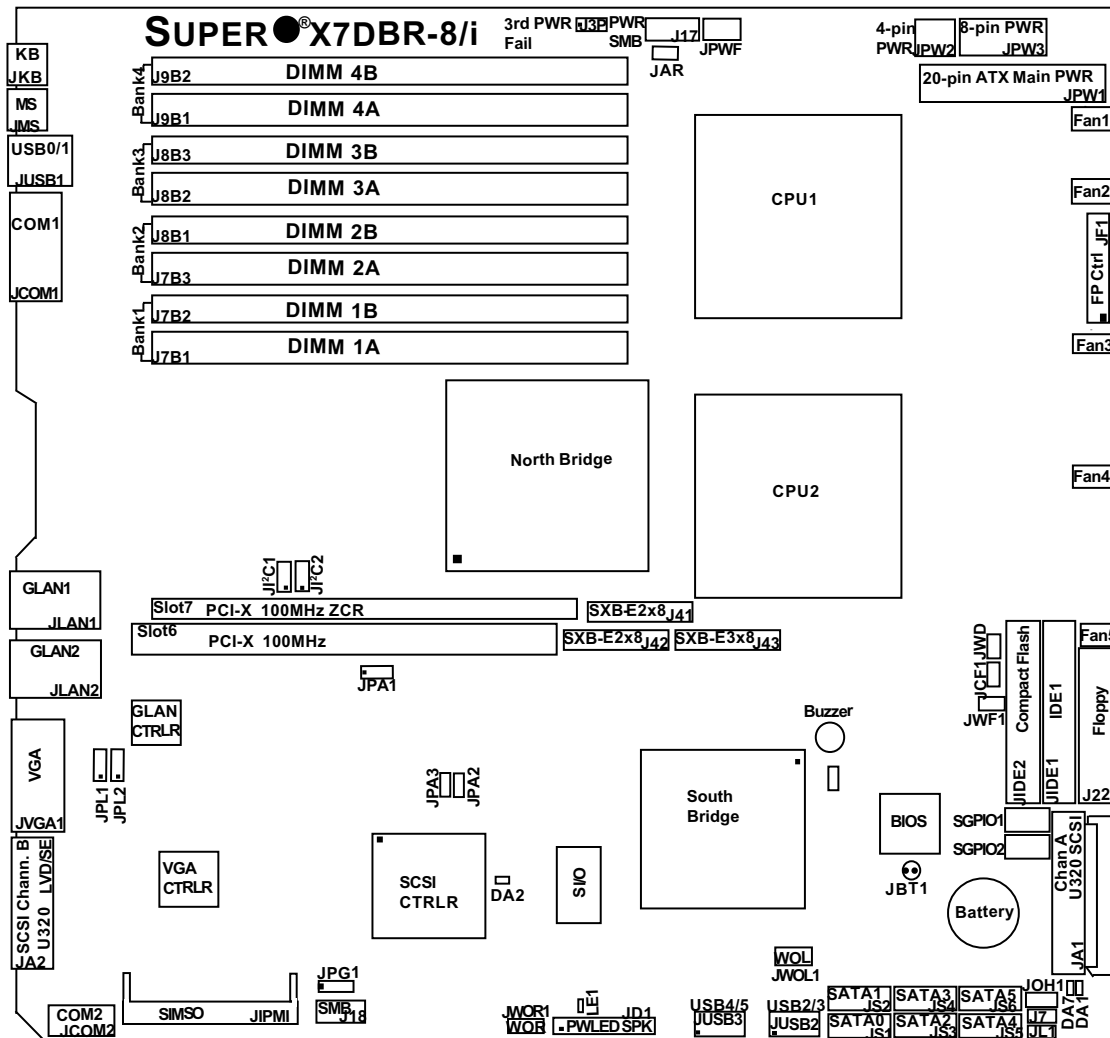 SUPER ®X7DBR-8/i
3rd PWR Fail
J3P
PWR SMB
J17
JPWF
JAR
4-pin PWR
JPW2
8-pin PWR
JPW3
20-pin ATX Main PWR
JPW1
KB
JKB
MS
JMS
USB0/1
JUSB1
COM1
JCOM1
Bank4
J9B2
DIMM 4B
J9B1
DIMM 4A
Bank3
J8B3
DIMM 3B
J8B2
DIMM 3A
Bank2
J8B1
DIMM 2B
J7B3
DIMM 2A
Bank1
J7B2
DIMM 1B
J7B1
DIMM 1A
CPU1
Fan1
Fan2
FP Ctrl JF1
Fan3
North Bridge
CPU2
Fan4
JI²C1
JI²C2
GLAN1
JLAN1
GLAN2
JLAN2
Slot7 PCI-X 100MHz ZCR
Slot6 PCI-X 100MHz
SXB-E2x8 J41
SXB-E2x8 J42
SXB-E3x8 J43
JPA1
GLAN CTRLR
VGA
JVGA1
JPL1
JPL2
JPA3
JPA2
Buzzer
South Bridge
JWD
JCF1
JWF1
Compact Flash
JIDE2
IDE1
JIDE1
Fan5
Floppy
J22
BIOS
SGPIO1
SGPIO2
JBT1
Battery
Chan A
U320 SCSI
JA1
SCSI Chann. B
U320 LVD/SE
JA2
VGA CTRLR
SCSI CTRLR
DA2
S/IO
WOL
JWOL1
COM2
JCOM2
SIMSO
JIPMI
JPG1
SMB
J18
JWOR1
WOR
LE1
JD1
PWLED SPK
USB4/5
JUSB3
USB2/3
JUSB2
SATA1
JS2
SATA3
JS4
SATA5
JS6
SATA0
JS1
SATA2
JS3
SATA4
JS5
JOH1
J7
JL1
DA7
DA1